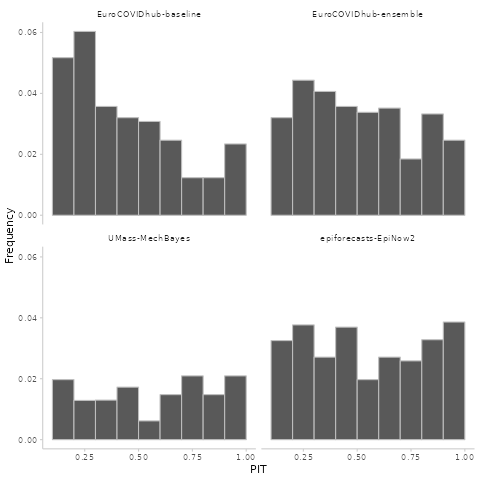 EuroCOVIDhub-baseline EuroCOVIDhub-ensemble
0.06
0.04
0.02
0.00
Frequency
UMass-MechBayes epiforecasts-EpiNow2
0.06
0.04
0.02
0.00
0.25 0.50 0.75 1.00 0.25 0.50 0.75 1.00
PIT